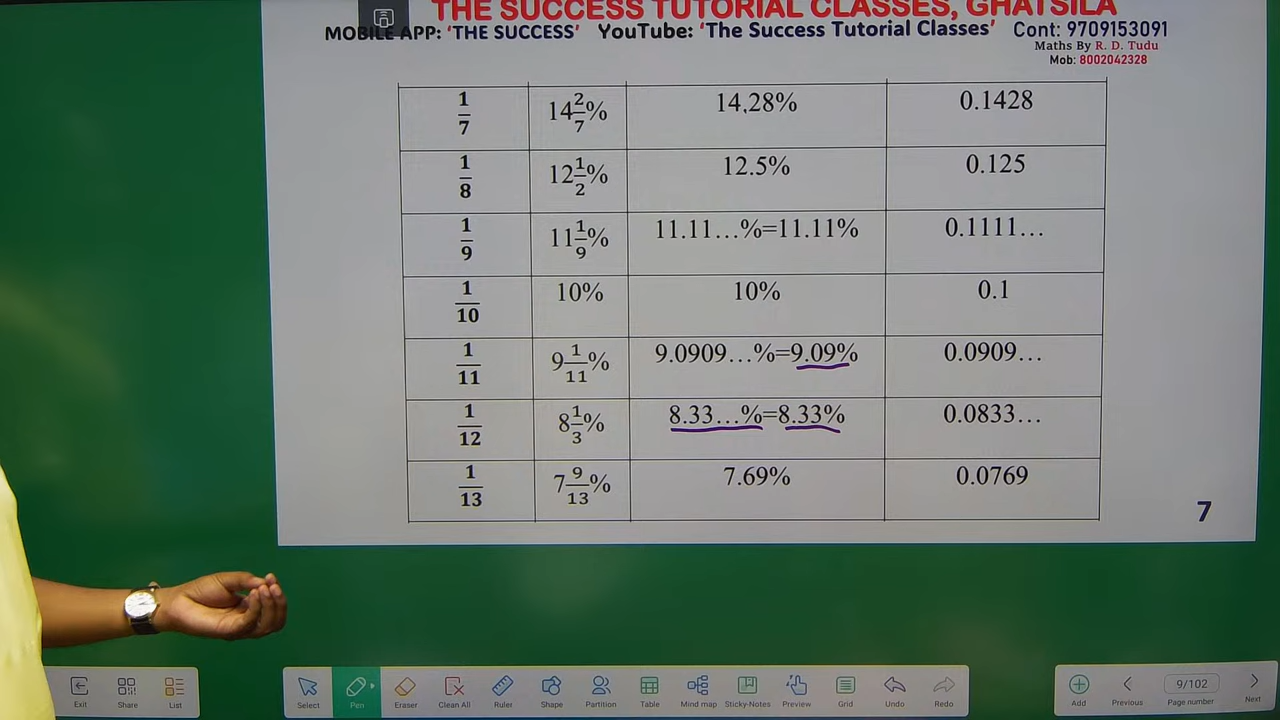 THE SUCCESS TUTORIAL CLASSES, GHATSILA
MOBILE APP: 'THE SUCCESS' YouTube: 'The Success Tutorial Classes' Cont: 9709153091
Maths By R. D. Tudu
Mob: 8002042328
1/7 14 2/7% 14.28% 0.1428
1/8 12 1/2% 12.5% 0.125
1/9 11 1/9% 11.11...%=11.11% 0.1111...
1/10 10% 10% 0.1
1/11 9 1/11% 9.0909...%=9.09% 0.0909...
1/12 8 1/3% 8.33...%=8.33% 0.0833...
1/13 7 9/13% 7.69% 0.0769
7
Exit Share List Select Pen Eraser Clean All Ruler Shape Partition Table Mind map Sticky-Notes Preview Grid Undo Redo Add Previous 9/102 Page number Next